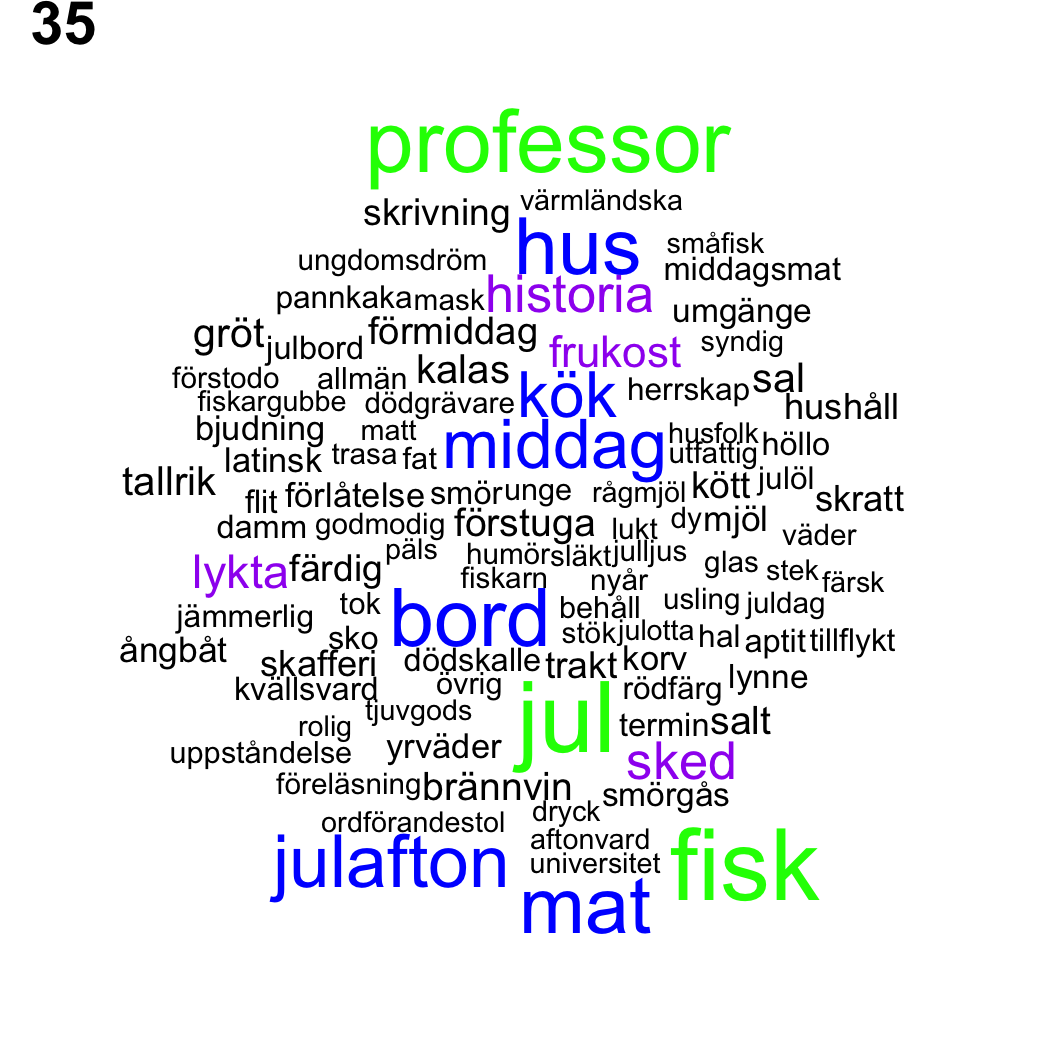 35
professor
skrivning värmländska
hus småfisk
ungdomsdröm middagsmat
pannkaka mask historia umgänge
gröt julbord förmiddag frukost syndig
förstodo allmän kalas kök herrskap sal
fiskargubbe dödgrävare hushåll
bjudning matt middag husfolk höllo
latinsk trasa fat utfattig
tallrik flit förlåtelse smör unge rågmjöl kött julöl skratt
damm godmodig förstuga lukt dy mjöl väder
lykta färdig päls humör släkt julljus glas stek färsk
fiskarn nyår
jämmerlig tok bord behåll usling juldag
ångbåt sko stök julotta hal aptit tillflykt
skafferi dödskalle trakt korv lynne
kvällsvard övrig rödfärg
rolig tjuvgods jul termin salt
uppståndelse yrväder sked
föreläsning brännvin smörgås
ordförandestol dryck
julafton aftonvard fisk
universitet
mat